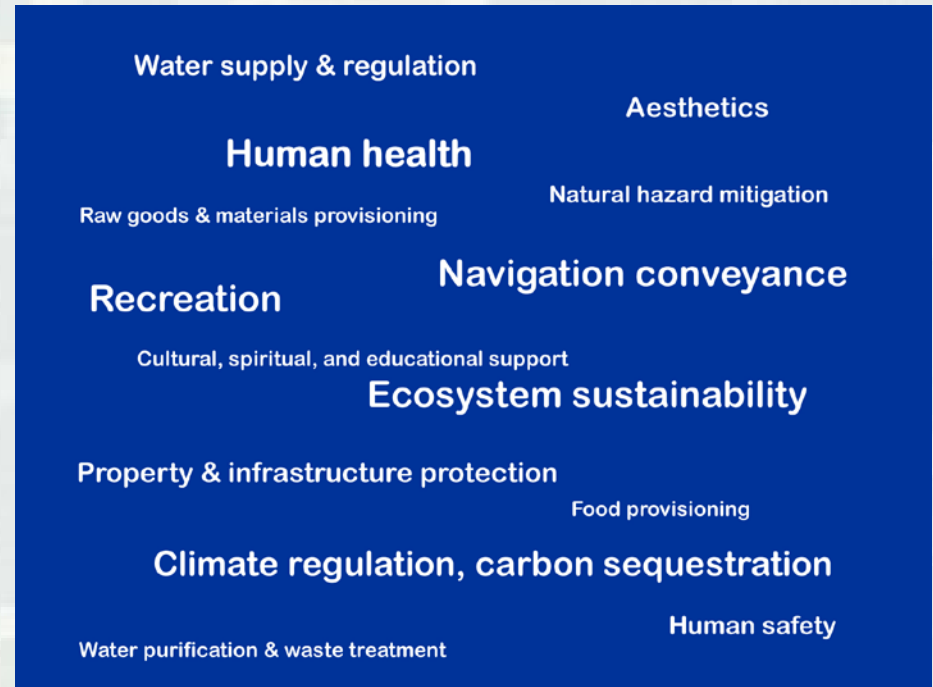 Water supply & regulation
Aesthetics
Human health
Natural hazard mitigation
Raw goods & materials provisioning
Navigation conveyance
Recreation
Cultural, spiritual, and educational support
Ecosystem sustainability
Property & infrastructure protection
Food provisioning
Climate regulation, carbon sequestration
Human safety
Water purification & waste treatment